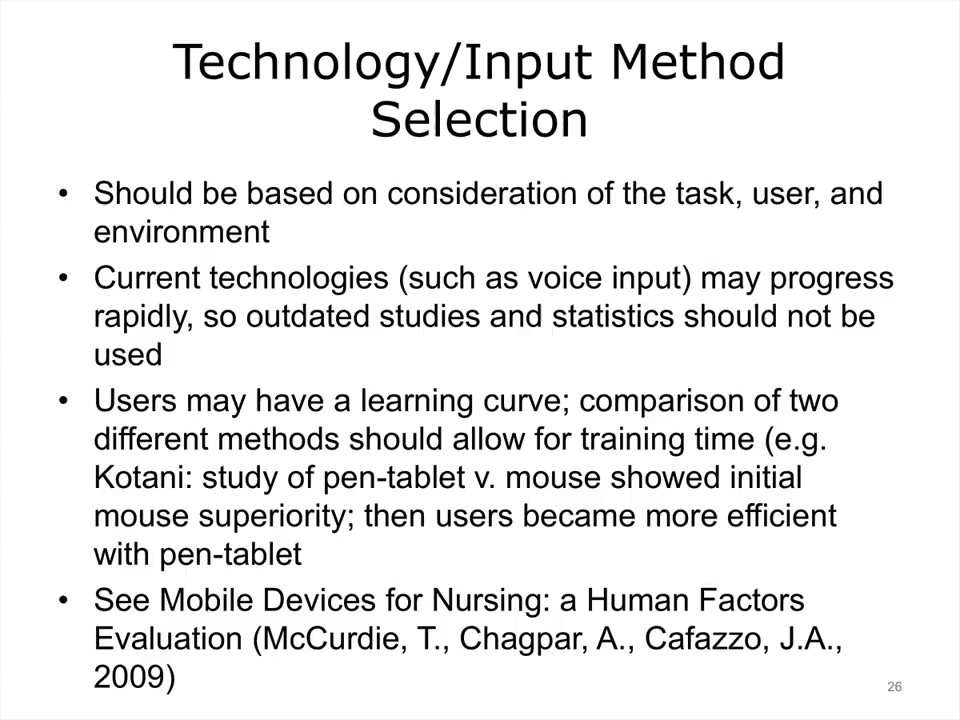 Technology/Input Method
Selection
• Should be based on consideration of the task, user, and
environment
• Current technologies (such as voice input) may progress
rapidly, so outdated studies and statistics should not be
used
• Users may have a learning curve; comparison of two
different methods should allow for training time (e.g.
Kotani: study of pen-tablet v. mouse showed initial
mouse superiority; then users became more efficient
with pen-tablet
• See Mobile Devices for Nursing: a Human Factors
Evaluation (McCurdie, T., Chagpar, A., Cafazzo, J.A.,
2009)
26